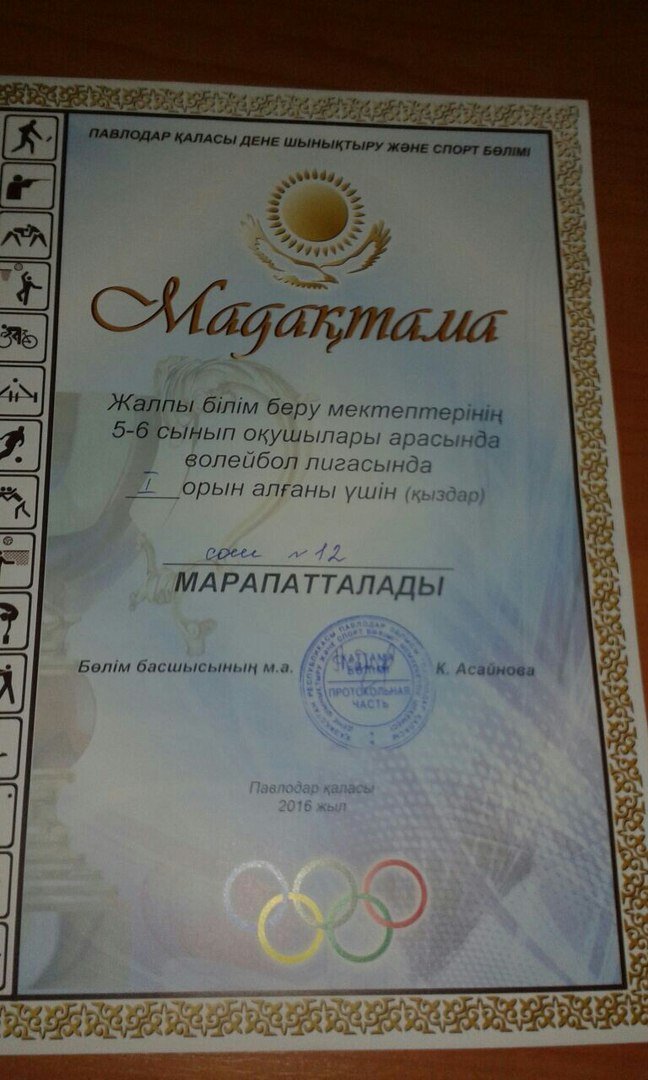 ПАВЛОДАР ҚАЛАСЫ ДЕНЕ ШЫНЫҚТЫРУ ЖӘНЕ СПОРТ БӨЛІМІ
Мадақтама
Жалпы білім беру мектептерінің
5-6 сынып оқушылары арасында
волейбол лигасында
I орын алғаны үшін (қыздар)
сош №12
МАРАПАТТАЛАДЫ
Бөлім басшысының м.а.
К. Асайнова
ПРОТОКОЛЬНАЯ
ЧАСТЬ
Павлодар қаласы
2016 жыл